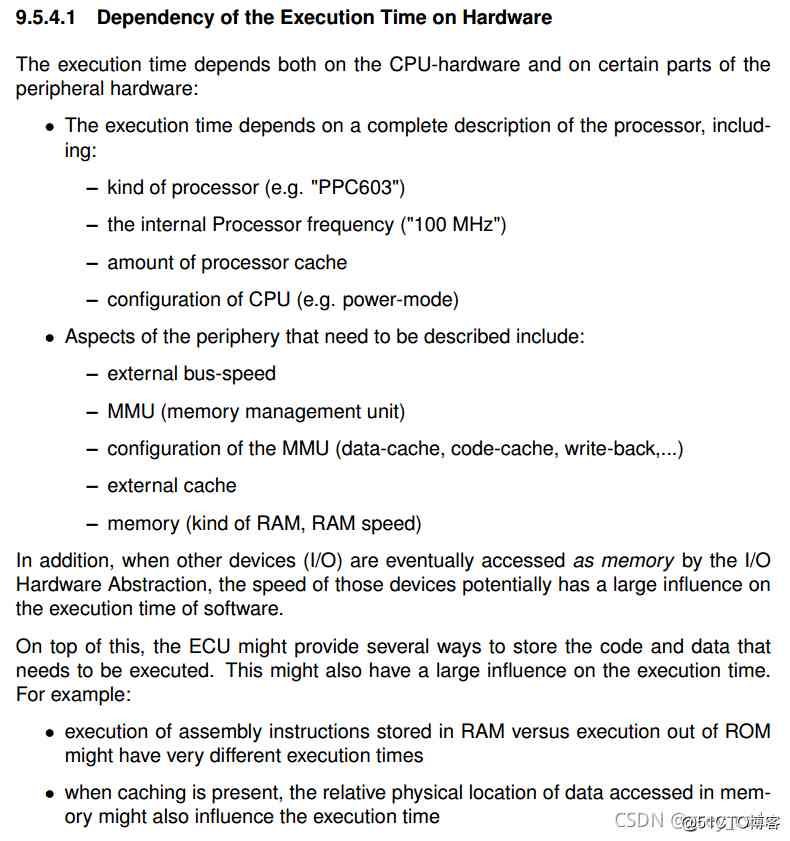 9.5.4.1 Dependency of the Execution Time on Hardware
The execution time depends both on the CPU-hardware and on certain parts of the
peripheral hardware:
• The execution time depends on a complete description of the processor, includ-
ing:
– kind of processor (e.g. "PPC603")
– the internal Processor frequency ("100 MHz")
– amount of processor cache
– configuration of CPU (e.g. power-mode)
• Aspects of the periphery that need to be described include:
– external bus-speed
– MMU (memory management unit)
– configuration of the MMU (data-cache, code-cache, write-back,...)
– external cache
– memory (kind of RAM, RAM speed)
In addition, when other devices (I/O) are eventually accessed as memory by the I/O
Hardware Abstraction, the speed of those devices potentially has a large influence on
the execution time of software.
On top of this, the ECU might provide several ways to store the code and data that
needs to be executed. This might also have a large influence on the execution time.
For example:
• execution of assembly instructions stored in RAM versus execution out of ROM
might have very different execution times
• when caching is present, the relative physical location of data accessed in mem-
ory might also influence the execution time
CSDN @51CTO博客